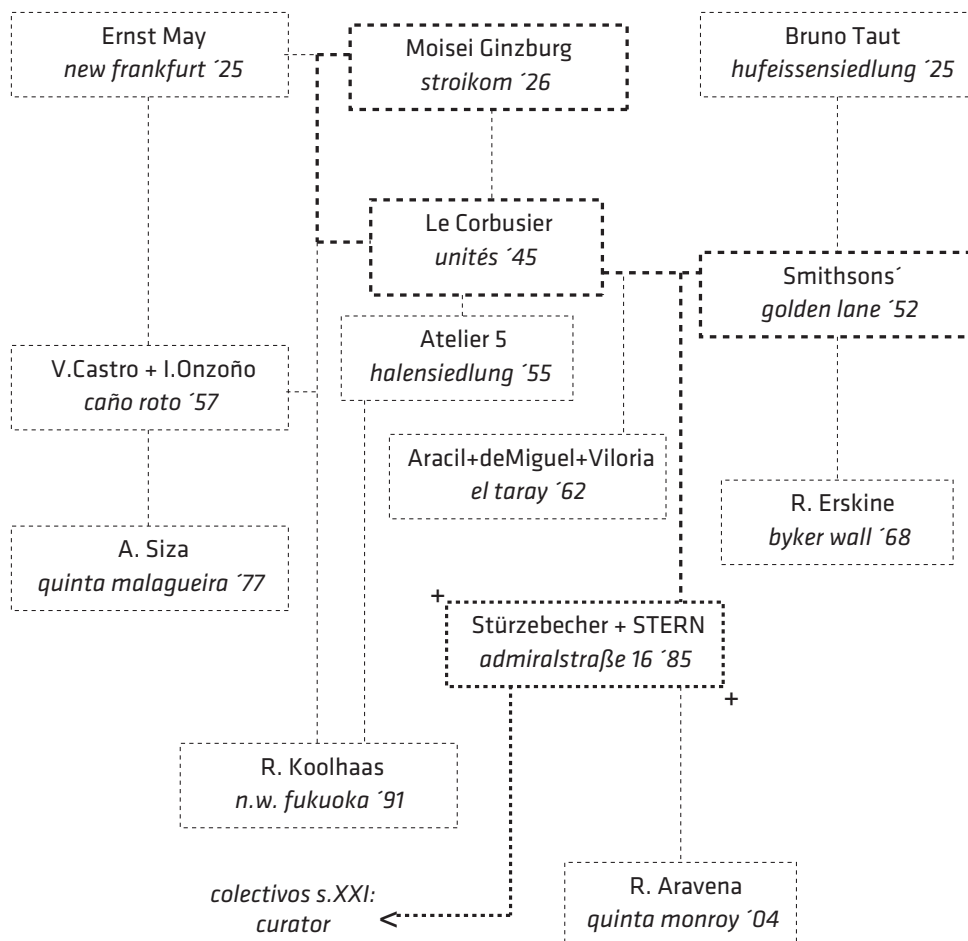 Ernst May
new frankfurt ´25
Moisei Ginzburg
stroikom ´26
Bruno Taut
hufeissensiedlung ´25
Le Corbusier
unités ´45
Smithsons´
golden lane ´52
Atelier 5
halensiedlung ´55
V.Castro + I.Onzoño
caño roto ´57
Aracil+deMiguel+Viloria
el taray ´62
R. Erskine
byker wall ´68
A. Siza
quinta malagueira ´77
+
Stürzebecher + STERN
admiralstraße 16 ´85
+
R. Koolhaas
n.w. fukuoka ´91
colectivos s.XXI:
curator
<
R. Aravena
quinta monroy ´04